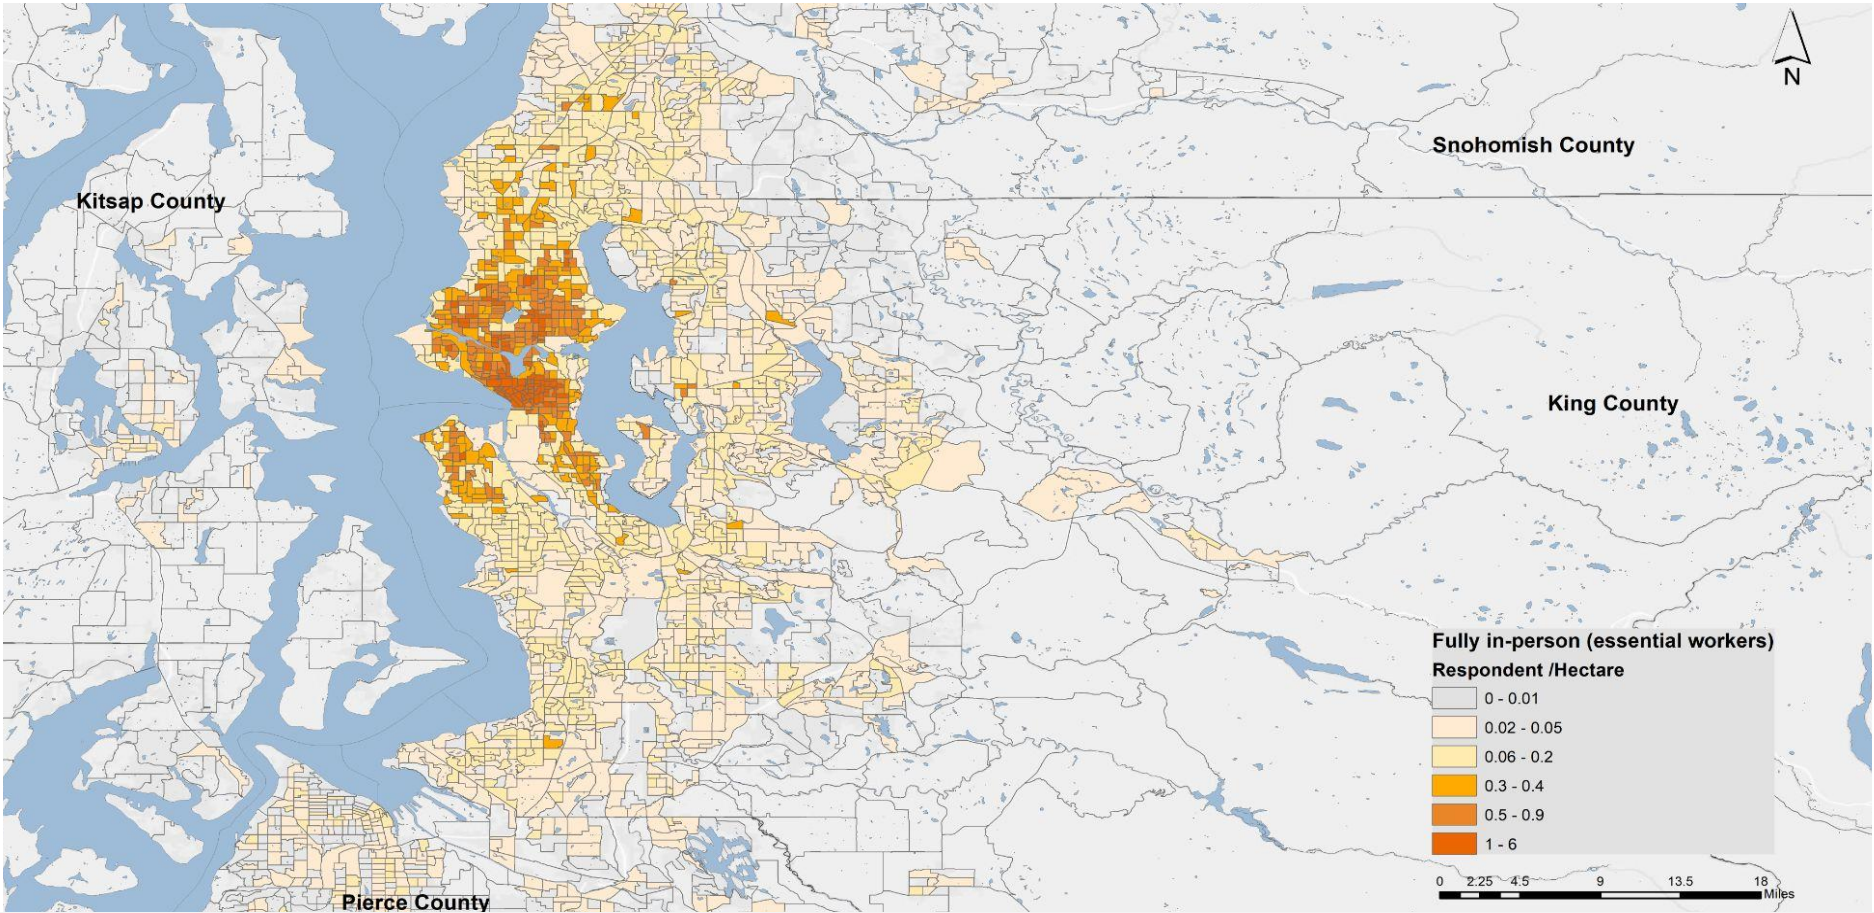 N
Snohomish County
Kitsap County
King County
Fully in-person (essential workers)
Respondent /Hectare
0 - 0.01
0.02 - 0.05
0.06 - 0.2
0.3 - 0.4
0.5 - 0.9
1 - 6
0 2.25 4.5 9 13.5 18
Miles
Pierce County